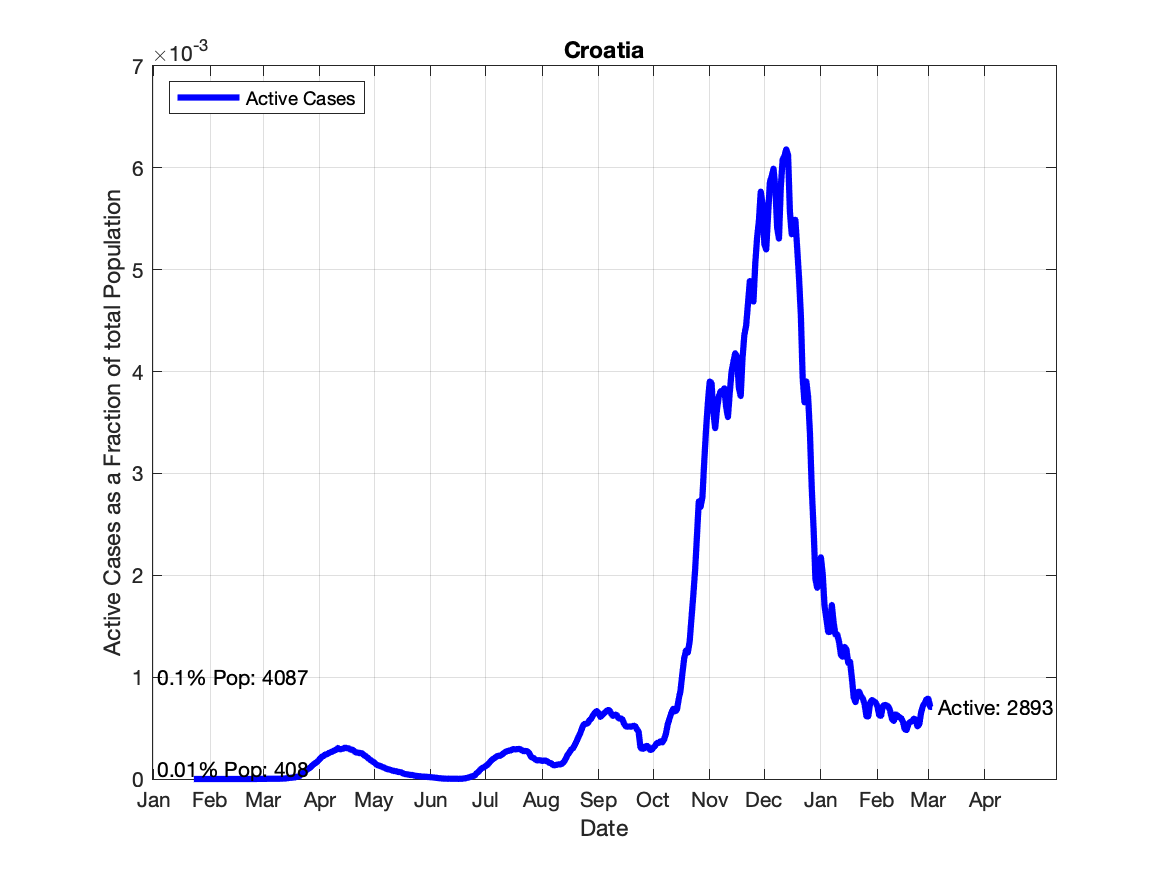 Croatia
×10-3
7
6
5
4
3
2
1
0
Active Cases as a Fraction of total Population
Active Cases
0.1% Pop: 4087
0.01% Pop: 408
Active: 2893
Jan Feb Mar Apr May Jun Jul Aug Sep Oct Nov Dec Jan Feb Mar Apr
Date